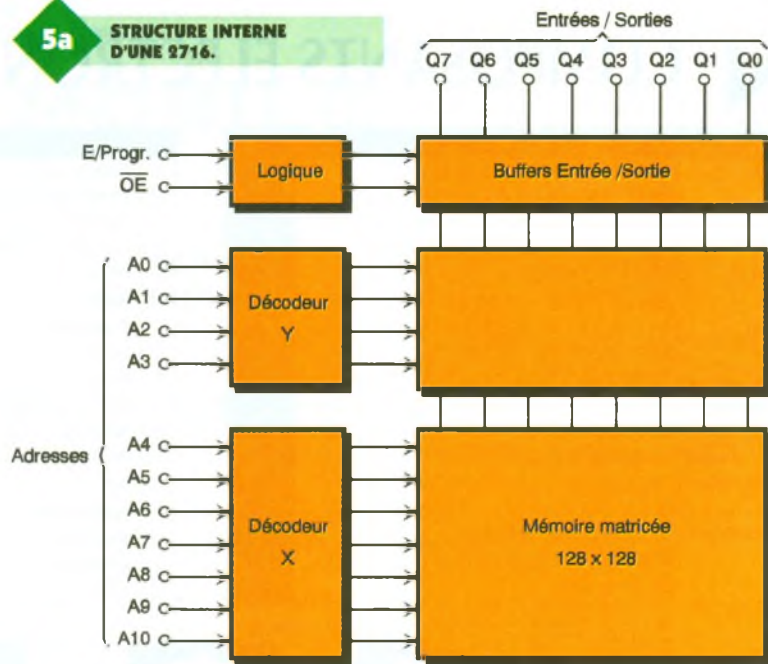 5a
STRUCTURE INTERNE
D'UNE 2716.
Entrées / Sorties
Q7 Q6 Q5 Q4 Q3 Q2 Q1 Q0
E/Progr.
OE
Logique
Buffers Entrée /Sortie
A0
A1
A2
A3
Décodeur
Y
Adresses
A4
A5
A6
A7
A8
A9
A10
Décodeur
X
Mémoire matricée
128 x 128